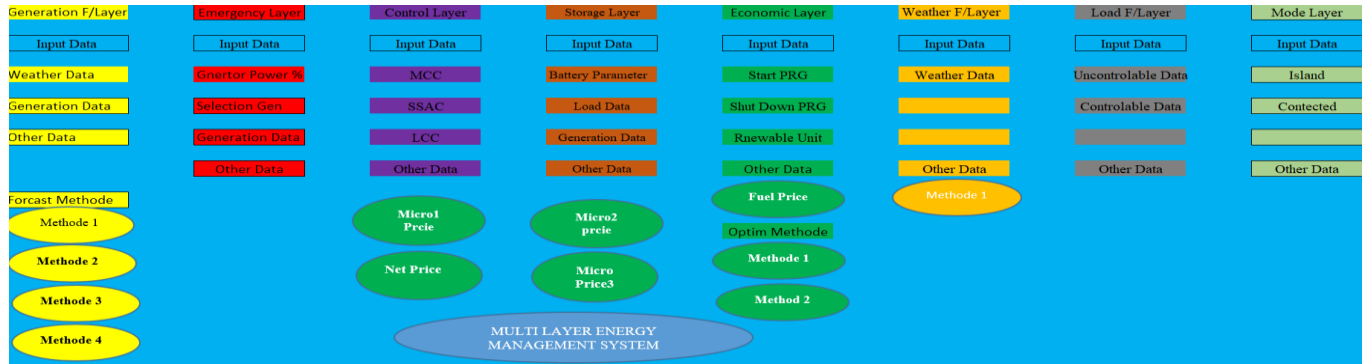 Generation F/Layer
Emergency Layer
Control Layer
Storage Layer
Economic Layer
Weather F/Layer
Load F/Layer
Mode Layer
Input Data
Input Data
Input Data
Input Data
Input Data
Input Data
Input Data
Input Data
Weather Data
Gnertor Power %
MCC
Battery Parameter
Start PRG
Weather Data
Uncontrolable Data
Island
Generation Data
Selection Gen
SSAC
Load Data
Shut Down PRG
Controlable Data
Contected
Other Data
Generation Data
LCC
Generation Data
Rnewable Unit
Other Data
Other Data
Other Data
Other Data
Other Data
Other Data
Other Data
Forcast Methode
Fuel Price
Methode 1
Methode 1
Micro1
Prcie
Micro2
prcie
Optim Methode
Methode 2
Net Price
Micro
Price3
Methode 1
Methode 3
Method 2
Methode 4
MULTI LAYER ENERGY
MANAGEMENT SYSTEM